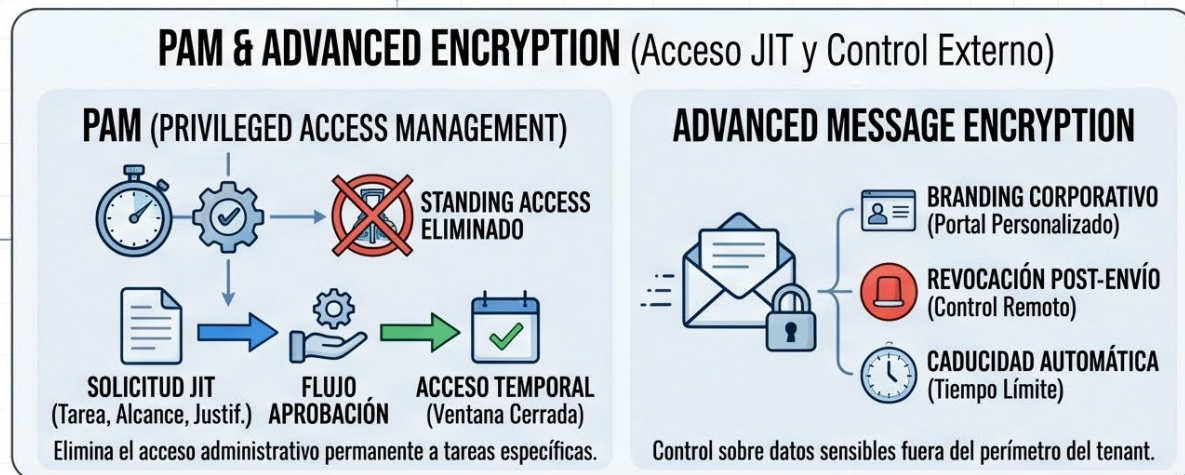 PAM & ADVANCED ENCRYPTION (Acceso JIT y Control Externo)
PAM (PRIVILEGED ACCESS MANAGEMENT)
STANDING ACCESS
ELIMINADO
SOLICITUD JIT
(Tarea, Alcance, Justif.)
FLUJO
APROBACIÓN
ACCESO TEMPORAL
(Ventana Cerrada)
Elimina el acceso administrativo permanente a tareas específicas.
ADVANCED MESSAGE ENCRYPTION
BRANDING CORPORATIVO
(Portal Personalizado)
REVOCACIÓN POST-ENVÍO
(Control Remoto)
CADUCIDAD AUTOMÁTICA
(Tiempo Límite)
Control sobre datos sensibles fuera del perímetro del tenant.